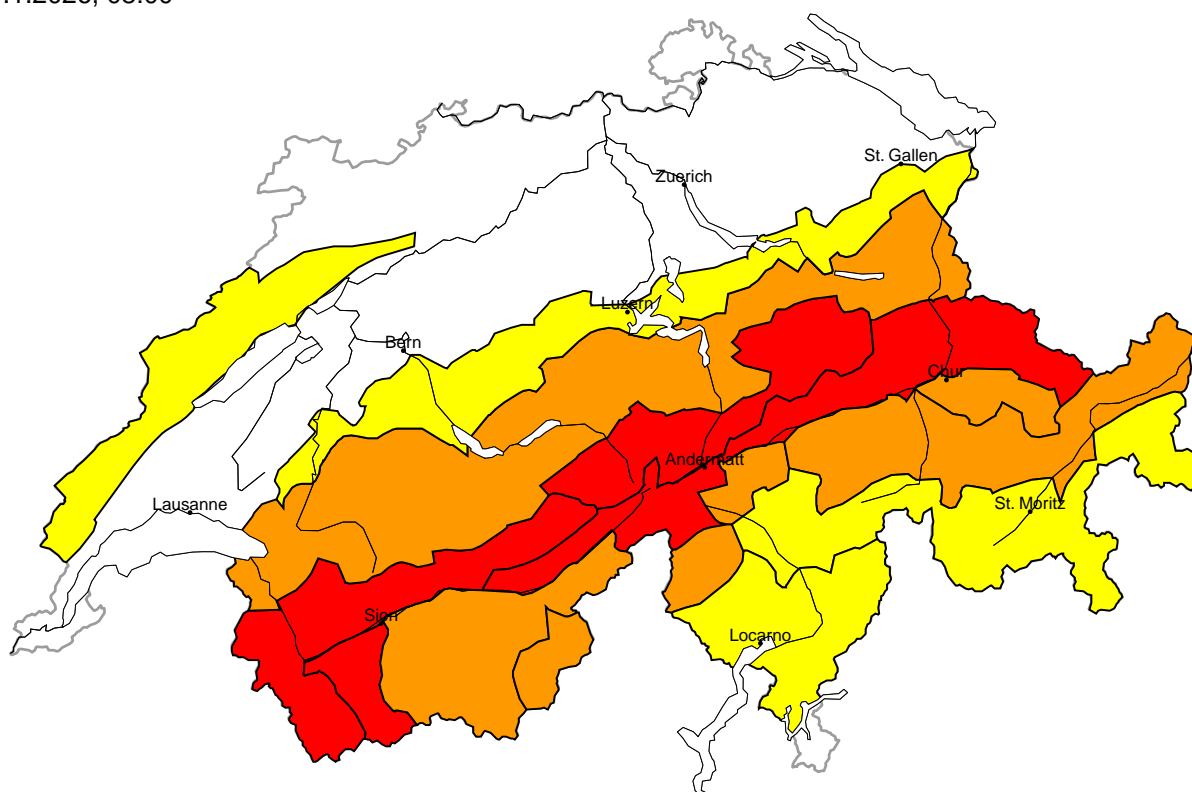 St. Gallen
Zuerich
Luzern
Bern
Chur
Andermatt
Lausanne
St. Moritz
Sion
Locarno